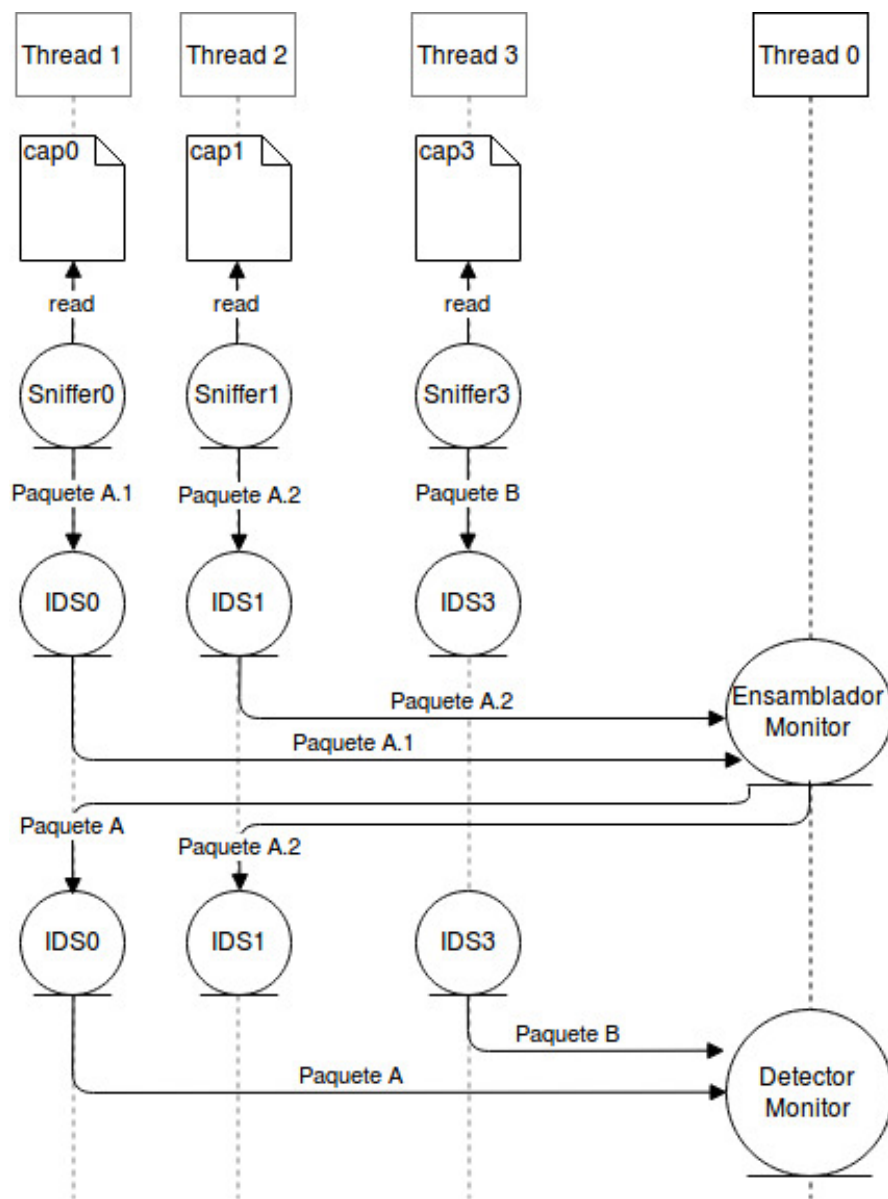 Thread 1
Thread 2
Thread 3
Thread 0
cap0
cap1
cap3
read
read
read
Sniffer0
Sniffer1
Sniffer3
Paquete A.1
Paquete A.2
Paquete B
IDS0
IDS1
IDS3
Ensamblador
Monitor
Paquete A.2
Paquete A.1
Paquete A
Paquete A.2
IDS0
IDS1
IDS3
Paquete B
Paquete A
Detector
Monitor